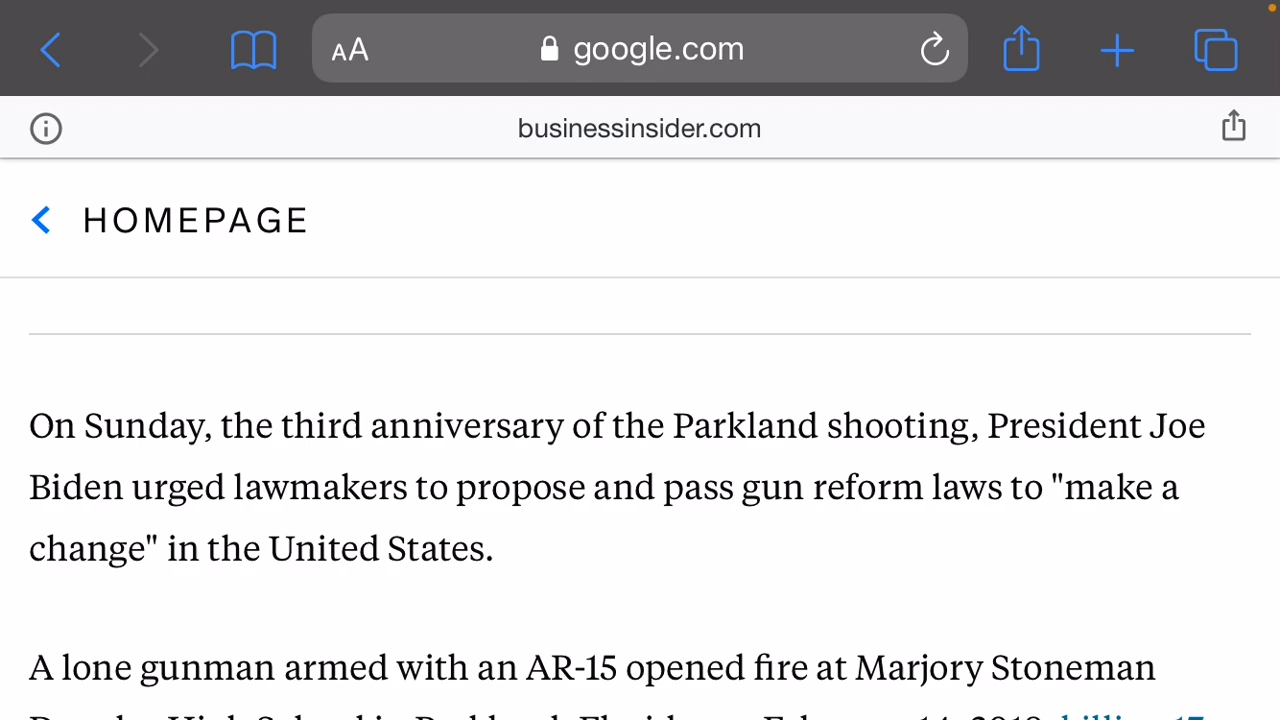 AA google.com
businessinsider.com
HOMEPAGE
On Sunday, the third anniversary of the Parkland shooting, President Joe
Biden urged lawmakers to propose and pass gun reform laws to "make a
change" in the United States.
A lone gunman armed with an AR-15 opened fire at Marjory Stoneman